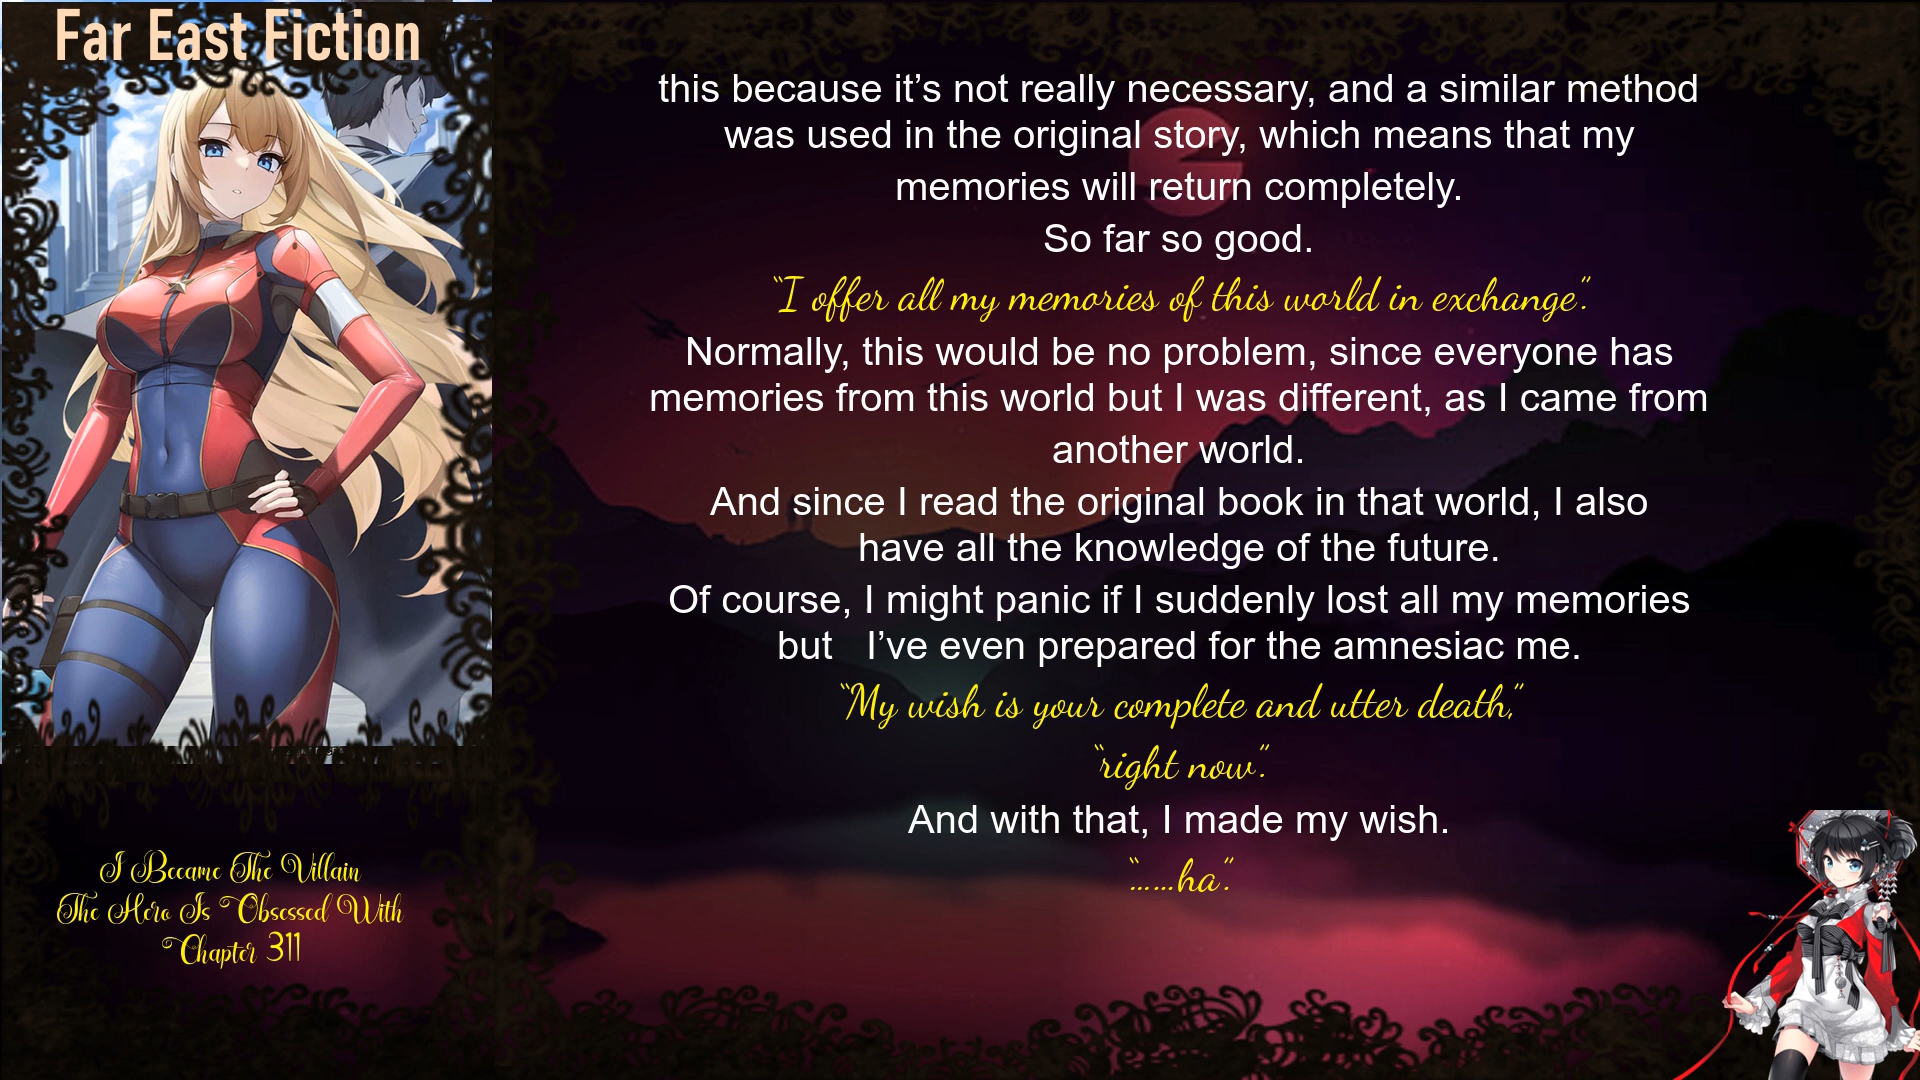 Far East Fiction
this because it’s not really necessary, and a similar method
was used in the original story, which means that my
memories will return completely.
So far so good.
“I offer all my memories of this world in exchange”.
Normally, this would be no problem, since everyone has
memories from this world but I was different, as I came from
another world.
And since I read the original book in that world, I also
have all the knowledge of the future.
Of course, I might panic if I suddenly lost all my memories
but I’ve even prepared for the amnesiac me.
“My wish is your complete and utter death,”
“right now”.
And with that, I made my wish.
“……ha”.
I Became The Villain
The Hero Is Obsessed With
Chapter 311